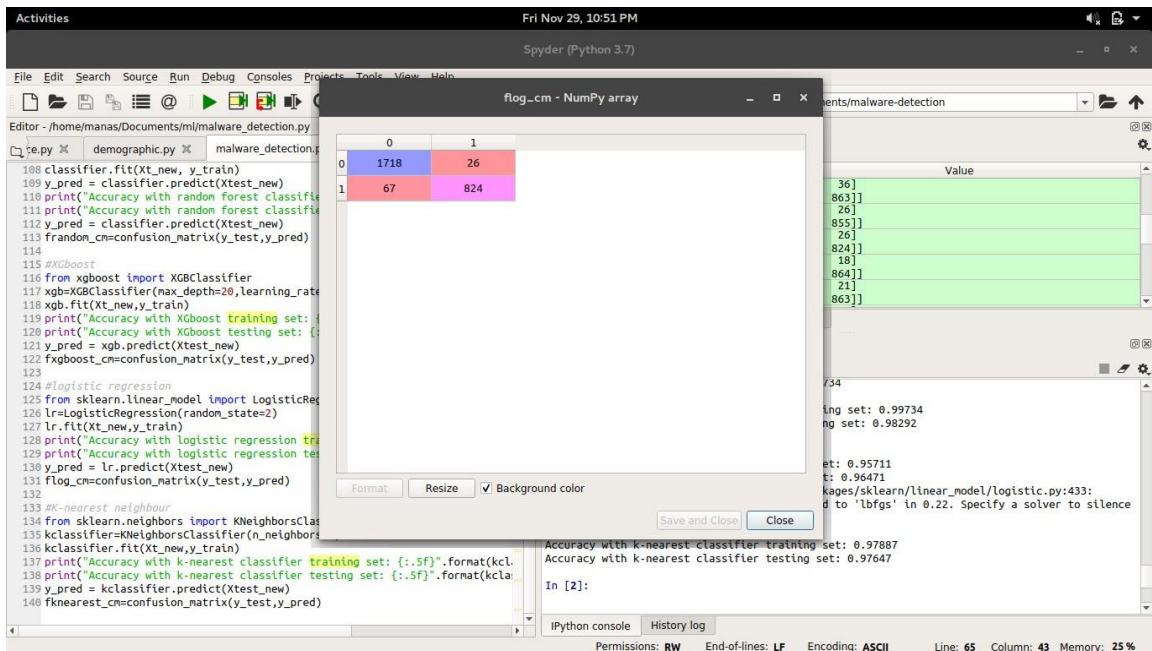 Activities
Fri Nov 29, 10:51 PM
Spyder (Python 3.7)
File Edit Search Source Run Debug Consoles Projects Tools View Help
flog_cm - NumPy array
ents/malware-detection
Editor - /home/manas/Documents/ml/malware_detection.py
ce.py demographic.py malware_detection.p
0 1
0 1718 26
1 67 824
Format Resize Background color
Save and Close Close
108 classifier.fit(Xt_new, y_train)
109 y_pred = classifier.predict(Xtest_new)
110 print("Accuracy with random forest classifie
111 print("Accuracy with random forest classifie
112 y_pred = classifier.predict(Xtest_new)
113 frandom_cm=confusion_matrix(y_test,y_pred)
114
115 #XGboost
116 from xgboost import XGBClassifier
117 xgb=XGBClassifier(max_depth=20,learning_rate
118 xgb.fit(Xt_new,y_train)
119 print("Accuracy with XGboost training set: {
120 print("Accuracy with XGboost testing set: {:
121 y_pred = xgb.predict(Xtest_new)
122 fxgboost_cm=confusion_matrix(y_test,y_pred)
123
124 #logistic regression
125 from sklearn.linear_model import LogisticReg
126 lr=LogisticRegression(random_state=2)
127 lr.fit(Xt_new,y_train)
128 print("Accuracy with logistic regression tra
129 print("Accuracy with logistic regression tes
130 y_pred = lr.predict(Xtest_new)
131 flog_cm=confusion_matrix(y_test,y_pred)
132
133 #K-nearest neighbour
134 from sklearn.neighbors import KNeighborsClas
135 kclassifier=KNeighborsClassifier(n_neighbors
136 kclassifier.fit(Xt_new,y_train)
137 print("Accuracy with k-nearest classifier training set: {:.5f}".format(kcl
138 print("Accuracy with k-nearest classifier testing set: {:.5f}".format(kcla
139 y_pred = kclassifier.predict(Xtest_new)
140 fknearest_cm=confusion_matrix(y_test,y_pred)
Value
36]
863]]
26]
855]]
26]
824]]
18]
864]]
21]
863]]
734
ing set: 0.99734
ng set: 0.98292
et: 0.95711
t: 0.96471
kages/sklearn/linear_model/logistic.py:433:
d to 'lbfgs' in 0.22. Specify a solver to silence
Accuracy with k-nearest classifier training set: 0.97887
Accuracy with k-nearest classifier testing set: 0.97647
In [2]:
IPython console History log
Permissions: RW End-of-lines: LF Encoding: ASCII Line: 65 Column: 43 Memory: 25 %